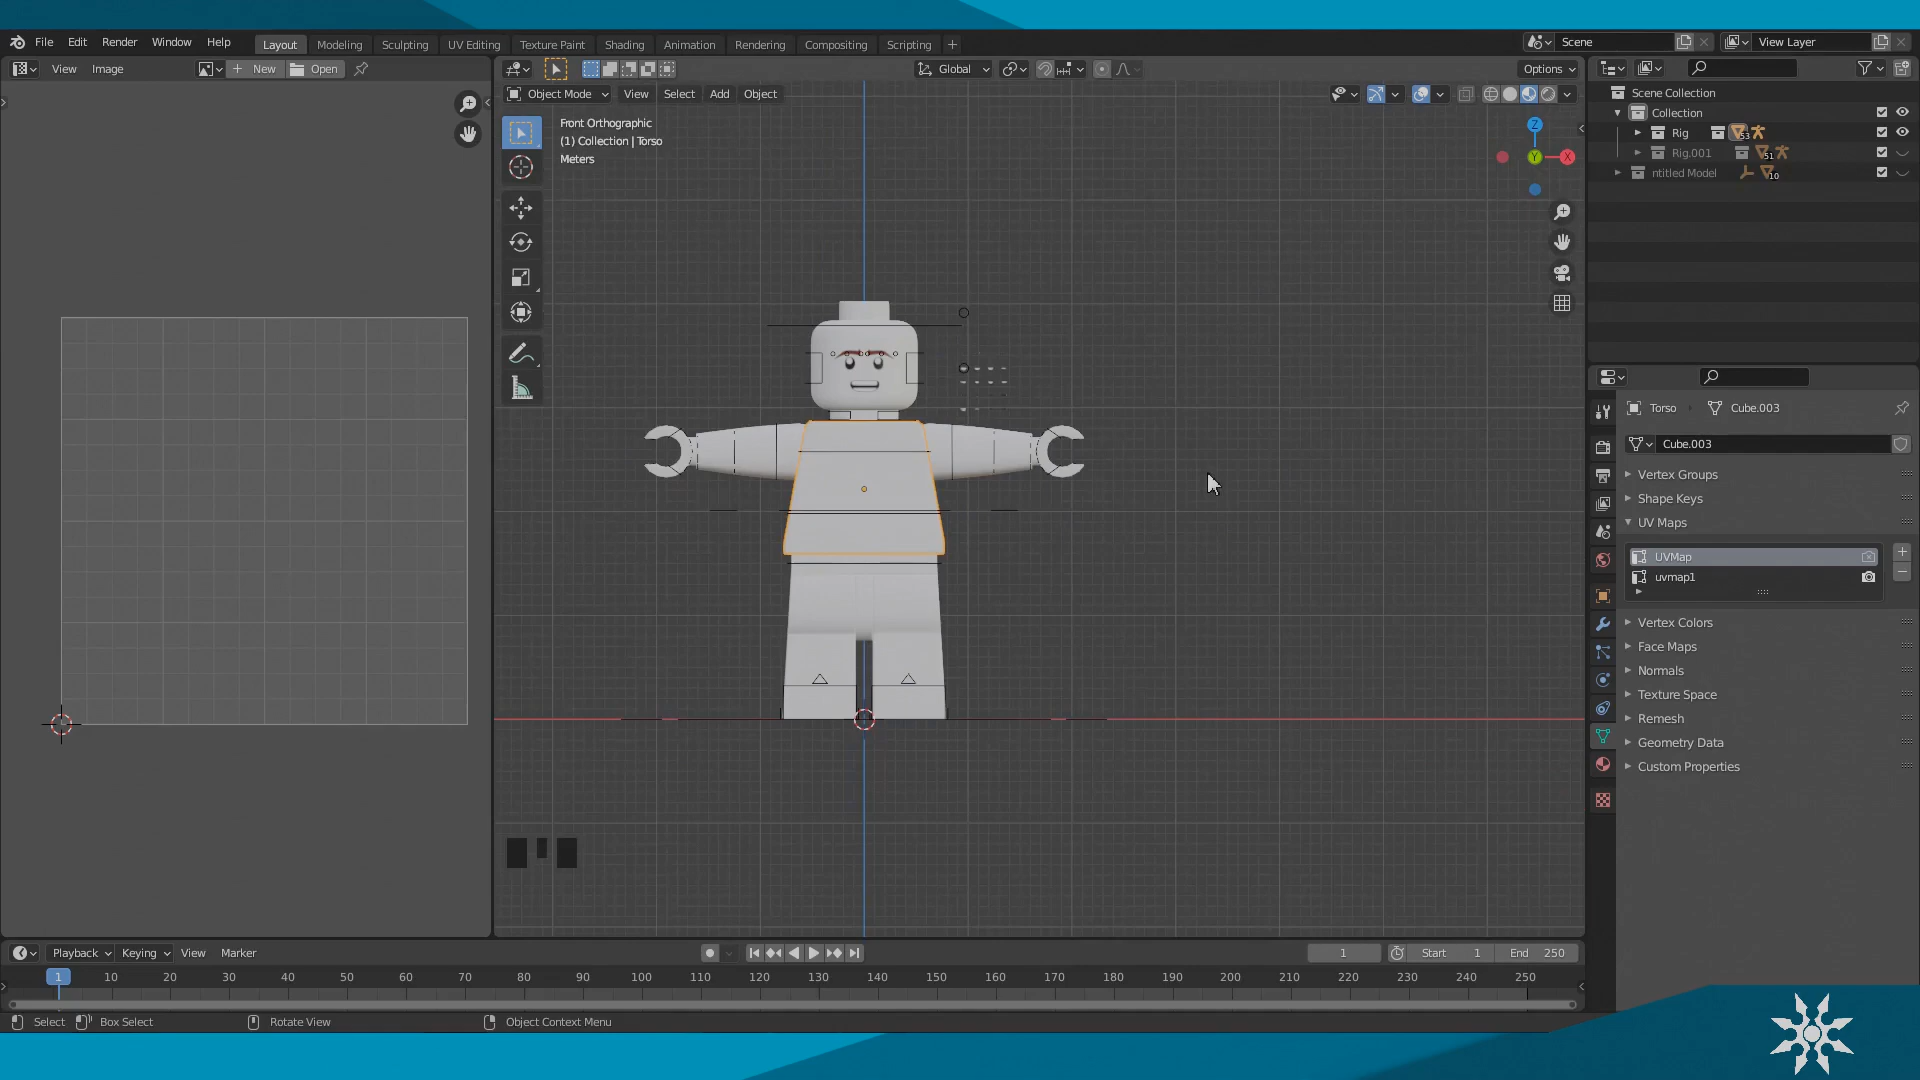 File Edit Render Window Help
Layout Modeling Sculpting UV Editing Texture Paint Shading Animation Rendering Compositing Scripting +
Scene
View Layer
View Image
New Open
Global
Options
Object Mode View Select Add Object
Front Orthographic
(1) Collection | Torso
Meters
Z
Y
X
Scene Collection
Collection
Rig 53
Rig.001 51
ntitled Model 10
Torso Cube.003
Cube.003
Vertex Groups
Shape Keys
UV Maps
UVMap
uvmap1
Vertex Colors
Face Maps
Normals
Texture Space
Remesh
Geometry Data
Custom Properties
Playback Keying View Marker
1 Start 1 End 250
1 10 20 30 40 50 60 70 80 90 100 110 120 130 140 150 160 170 180 190 200 210 220 230 240 250
Select Box Select Rotate View Object Context Menu